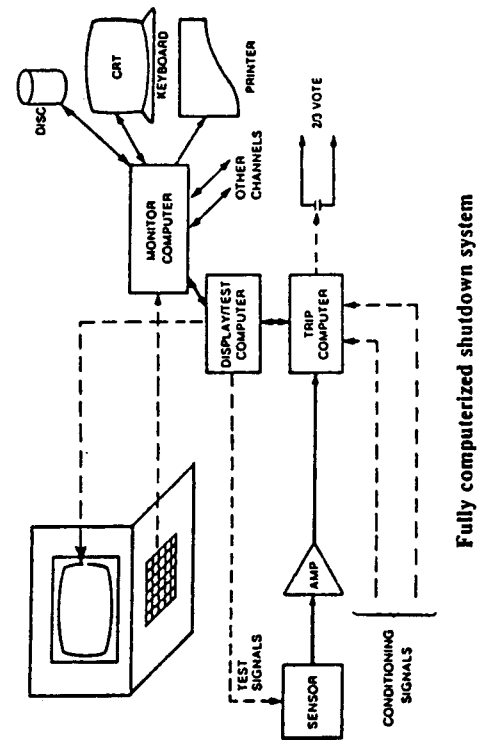 DISC
CRT
KEYBOARD
PRINTER
MONITOR
COMPUTER
OTHER
CHANNELS
2/3 VOTE
DISPLAY/TEST
COMPUTER
TRIP
COMPUTER
TEST
SIGNALS
AMP
SENSOR
CONDITIONING
SIGNALS
Fully computerized shutdown system